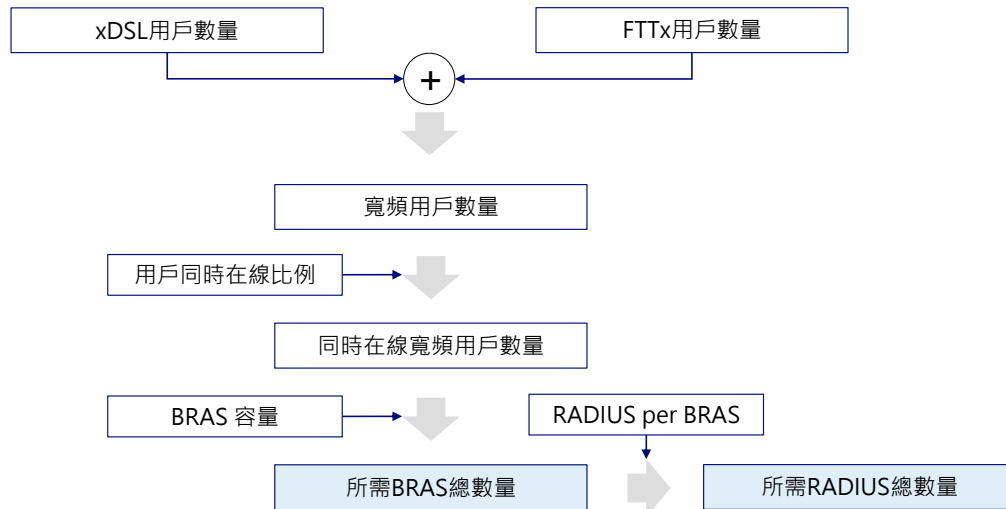 xDSL用戶數量
FTTx用戶數量
+
寬頻用戶數量
用戶同時在線比例
同時在線寬頻用戶數量
BRAS 容量
RADIUS per BRAS
所需BRAS總數量
所需RADIUS總數量